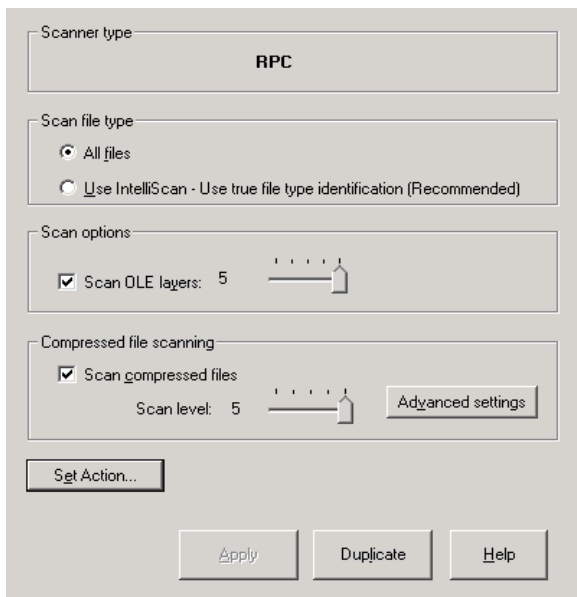 Scanner type
RPC
Scan file type
All files
Use IntelliScan - Use true file type identification (Recommended)
Scan options
Scan OLE layers: 5
Compressed file scanning
Scan compressed files
Scan level: 5
Advanced settings
Set Action...
Apply
Duplicate
Help